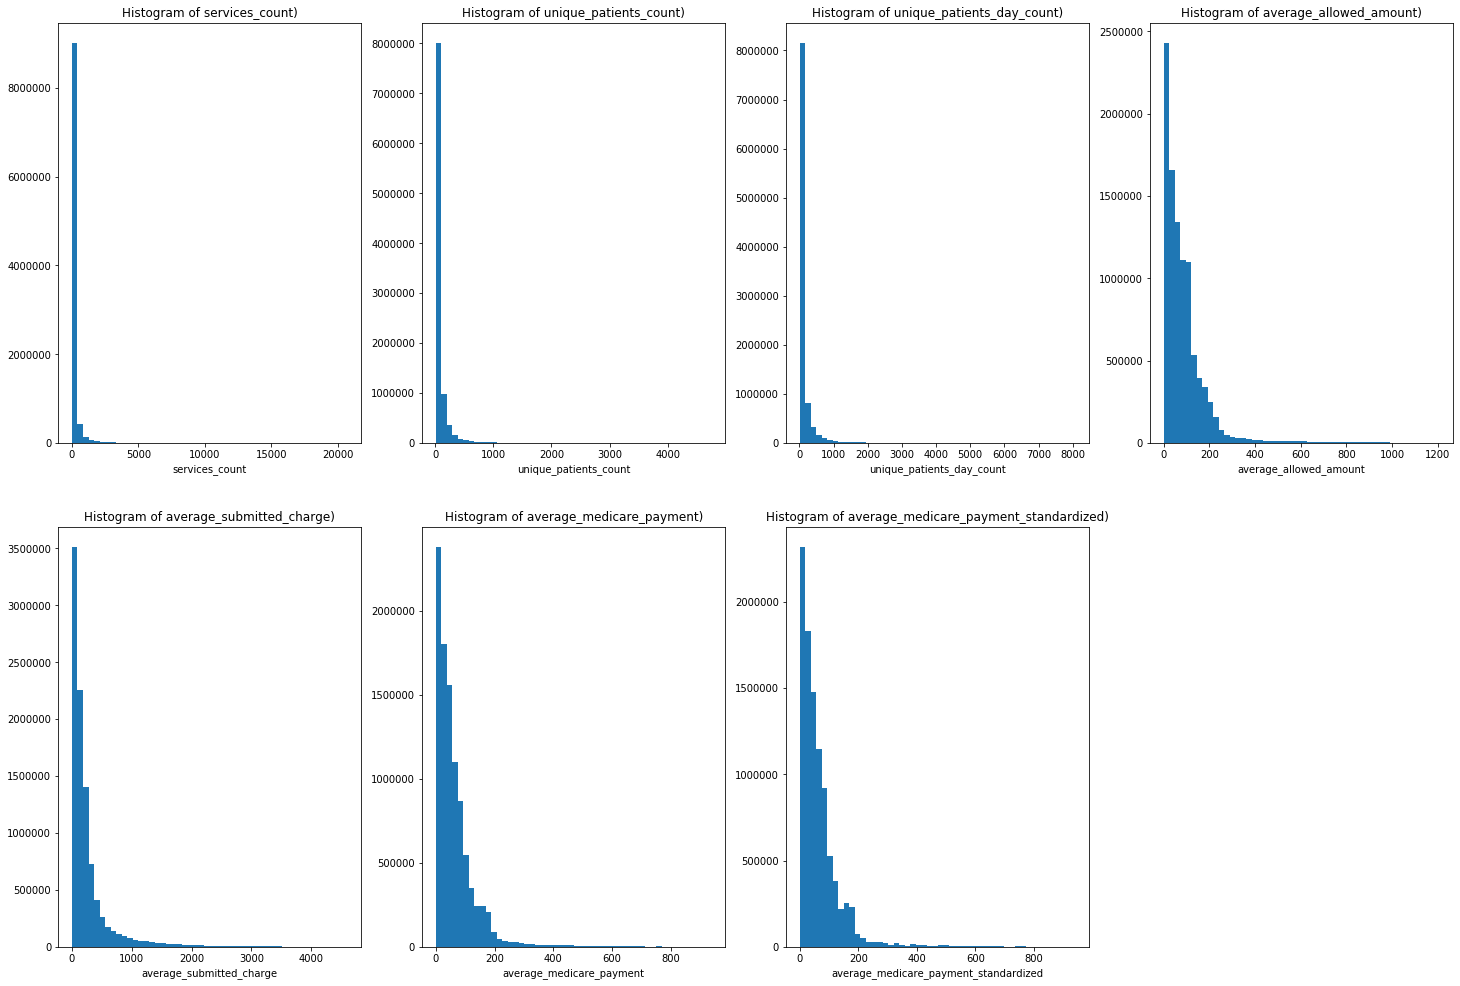 Histogram of services_count)
8000000
6000000
4000000
2000000
0
0 5000 10000 15000 20000
services_count
Histogram of unique_patients_count)
8000000
7000000
6000000
5000000
4000000
3000000
2000000
1000000
0
0 1000 2000 3000 4000
unique_patients_count
Histogram of unique_patients_day_count)
8000000
7000000
6000000
5000000
4000000
3000000
2000000
1000000
0
0 1000 2000 3000 4000 5000 6000 7000 8000
unique_patients_day_count
Histogram of average_allowed_amount)
2500000
2000000
1500000
1000000
500000
0
0 200 400 600 800 1000 1200
average_allowed_amount
Histogram of average_submitted_charge)
3500000
3000000
2500000
2000000
1500000
1000000
500000
0
0 1000 2000 3000 4000
average_submitted_charge
Histogram of average_medicare_payment)
2000000
1500000
1000000
500000
0
0 200 400 600 800
average_medicare_payment
Histogram of average_medicare_payment_standardized)
2000000
1500000
1000000
500000
0
0 200 400 600 800
average_medicare_payment_standardized